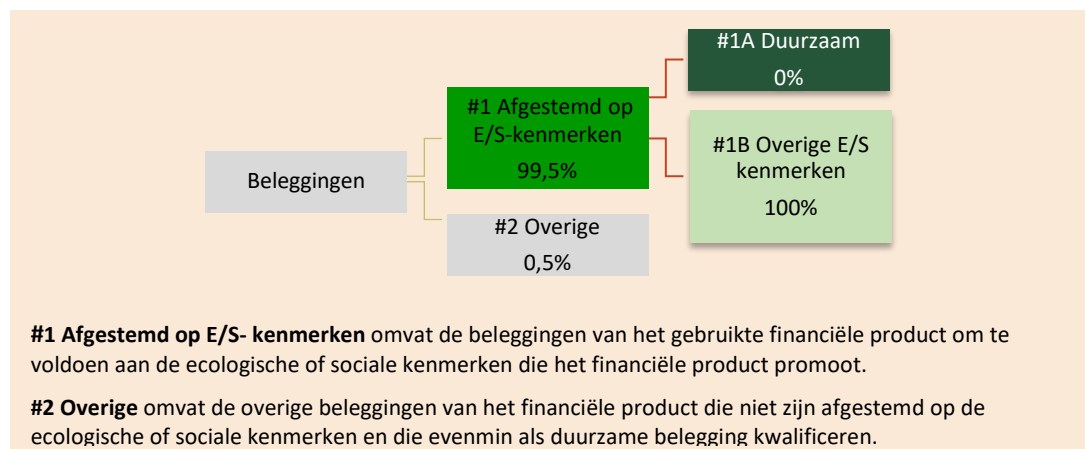 #1A Duurzaam
0%
#1 Afgestemd op
E/S-kenmerken
99,5%
#1B Overige E/S
kenmerken
100%
Beleggingen
#2 Overige
0,5%
#1 Afgestemd op E/S- kenmerken omvat de beleggingen van het gebruikte financiële product om te
voldoen aan de ecologische of sociale kenmerken die het financiële product promoot.
#2 Overige omvat de overige beleggingen van het financiële product die niet zijn afgestemd op de
ecologische of sociale kenmerken en die evenmin als duurzame belegging kwalificeren.